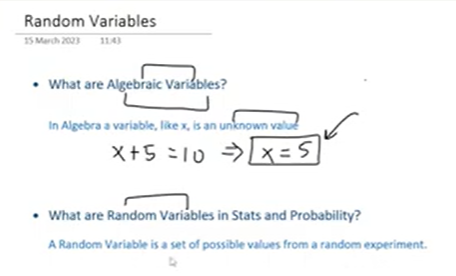 Random Variables
15 March 2023 11:43
• What are Algebraic Variables?
In Algebra a variable, like x, is an unknown value
x+5=10 ⇒ x=5
• What are Random Variables in Stats and Probability?
A Random Variable is a set of possible values from a random experiment.